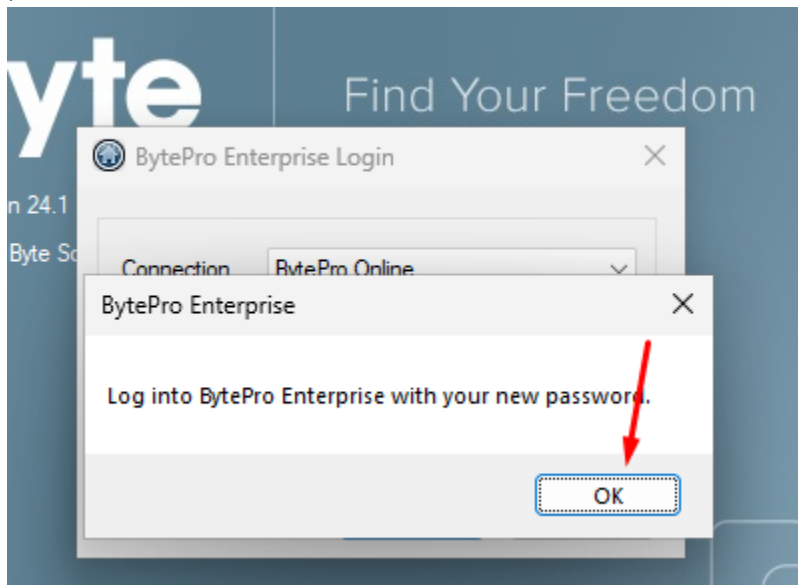 yte
Find Your Freedom
BytePro Enterprise Login
n 24.1
Byte So
Connection
BytePro Online
BytePro Enterprise
Log into BytePro Enterprise with your new password.
OK